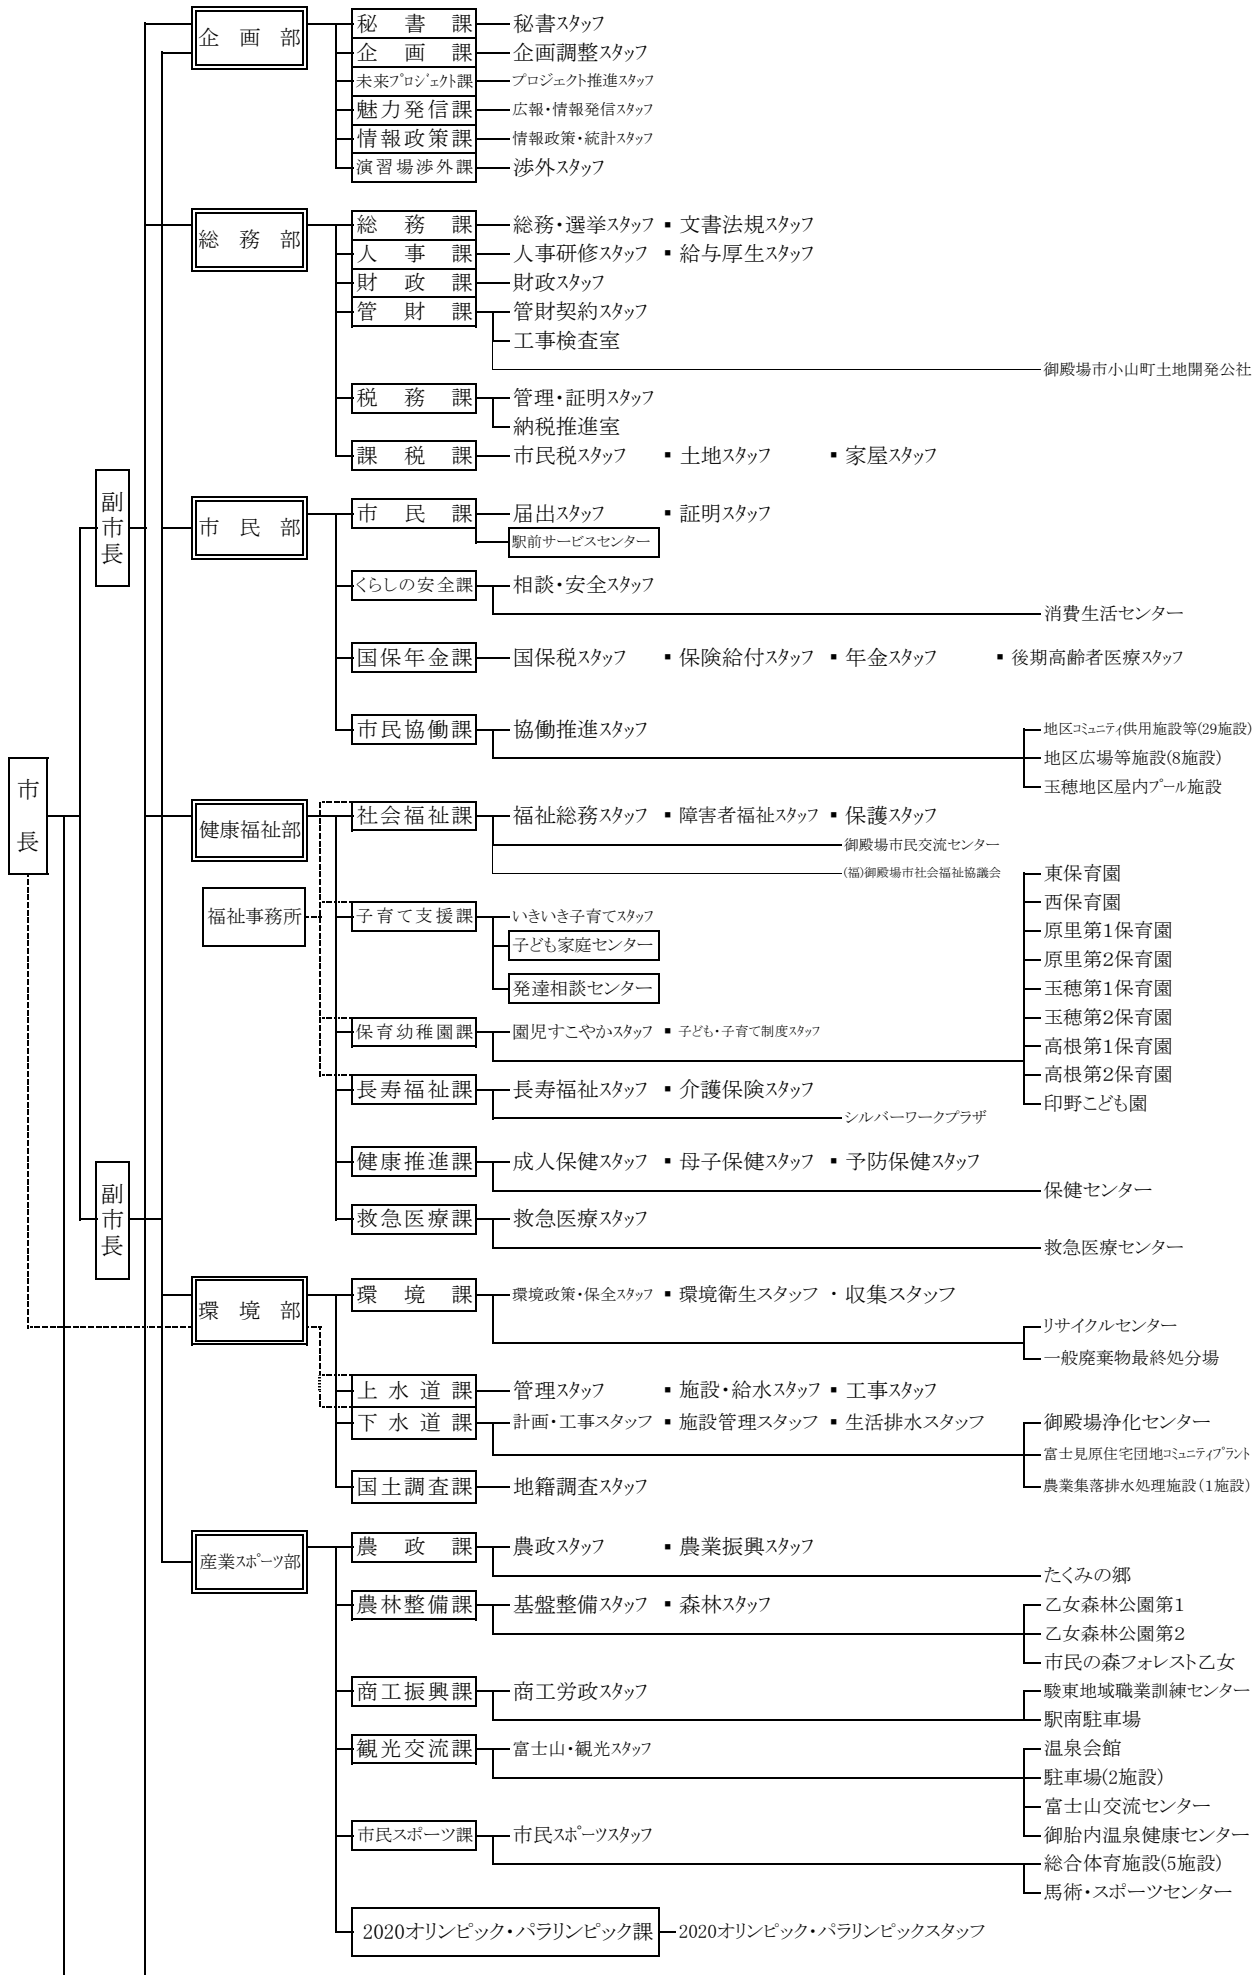 企画部
秘書課 秘書スタッフ
企画課 企画調整スタッフ
未来プロジェクト課 プロジェクト推進スタッフ
魅力発信課 広報・情報発信スタッフ
情報政策課 情報政策・統計スタッフ
演習場渉外課 渉外スタッフ
総務部
総務課 総務・選挙スタッフ ▪ 文書法規スタッフ
人事課 人事研修スタッフ ▪ 給与厚生スタッフ
財政課 財政スタッフ
管財課 管財契約スタッフ
工事検査室
御殿場市小山町土地開発公社
税務課 管理・証明スタッフ
納税推進室
課税課 市民税スタッフ ▪ 土地スタッフ ▪ 家屋スタッフ
副市長
市民部
市民課 届出スタッフ ▪ 証明スタッフ
駅前サービスセンター
くらしの安全課 相談・安全スタッフ
消費生活センター
国保年金課 国保税スタッフ ▪ 保険給付スタッフ ▪ 年金スタッフ ▪ 後期高齢者医療スタッフ
市民協働課 協働推進スタッフ
地区コミュニティ供用施設等(29施設)
地区広場等施設(8施設)
玉穂地区屋内プール施設
市長
健康福祉部
社会福祉課 福祉総務スタッフ ▪ 障害者福祉スタッフ ▪ 保護スタッフ
御殿場市民交流センター
(福)御殿場市社会福祉協議会
福祉事務所
子育て支援課 いきいき子育てスタッフ
子ども家庭センター
発達相談センター
保育幼稚園課 園児すこやかスタッフ ▪ 子ども・子育て制度スタッフ
東保育園
西保育園
原里第1保育園
原里第2保育園
玉穂第1保育園
玉穂第2保育園
高根第1保育園
高根第2保育園
印野こども園
長寿福祉課 長寿福祉スタッフ ▪ 介護保険スタッフ
シルバーワークプラザ
健康推進課 成人保健スタッフ ▪ 母子保健スタッフ ▪ 予防保健スタッフ
保健センター
副市長
救急医療課 救急医療スタッフ
救急医療センター
環境部
環境課 環境政策・保全スタッフ ▪ 環境衛生スタッフ ・ 収集スタッフ
リサイクルセンター
一般廃棄物最終処分場
上水道課 管理スタッフ ▪ 施設・給水スタッフ ▪ 工事スタッフ
下水道課 計画・工事スタッフ ▪ 施設管理スタッフ ▪ 生活排水スタッフ
御殿場浄化センター
富士見原住宅団地コミュニティプラント
農業集落排水処理施設(1施設)
国土調査課 地籍調査スタッフ
産業スポーツ部
農政課 農政スタッフ ▪ 農業振興スタッフ
たくみの郷
農林整備課 基盤整備スタッフ ▪ 森林スタッフ
乙女森林公園第1
乙女森林公園第2
市民の森フォレスト乙女
商工振興課 商工労政スタッフ
駿東地域職業訓練センター
駅南駐車場
観光交流課 富士山・観光スタッフ
温泉会館
駐車場(2施設)
富士山交流センター
御胎内温泉健康センター
市民スポーツ課 市民スポーツスタッフ
総合体育施設(5施設)
馬術・スポーツセンター
2020オリンピック・パラリンピック課 2020オリンピック・パラリンピックスタッフ